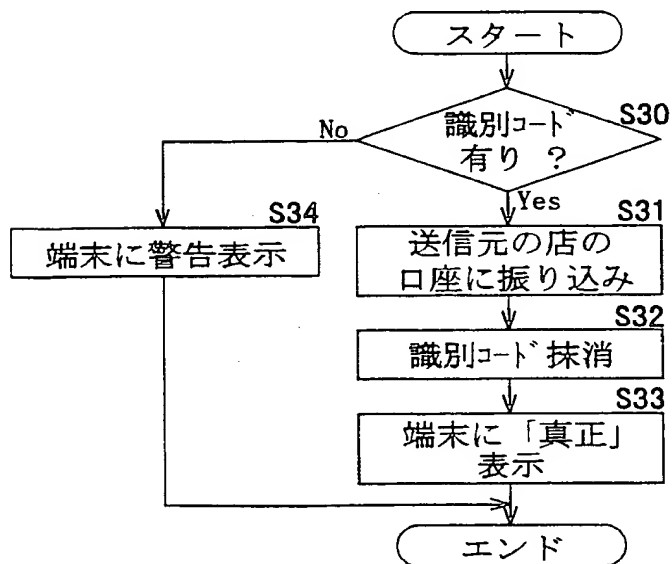 スタート
S30
識別コード
有り ?
No
Yes
S34
端末に警告表示
S31
送信元の店の
口座に振り込み
S32
識別コード抹消
S33
端末に「真正」
表示
エンド